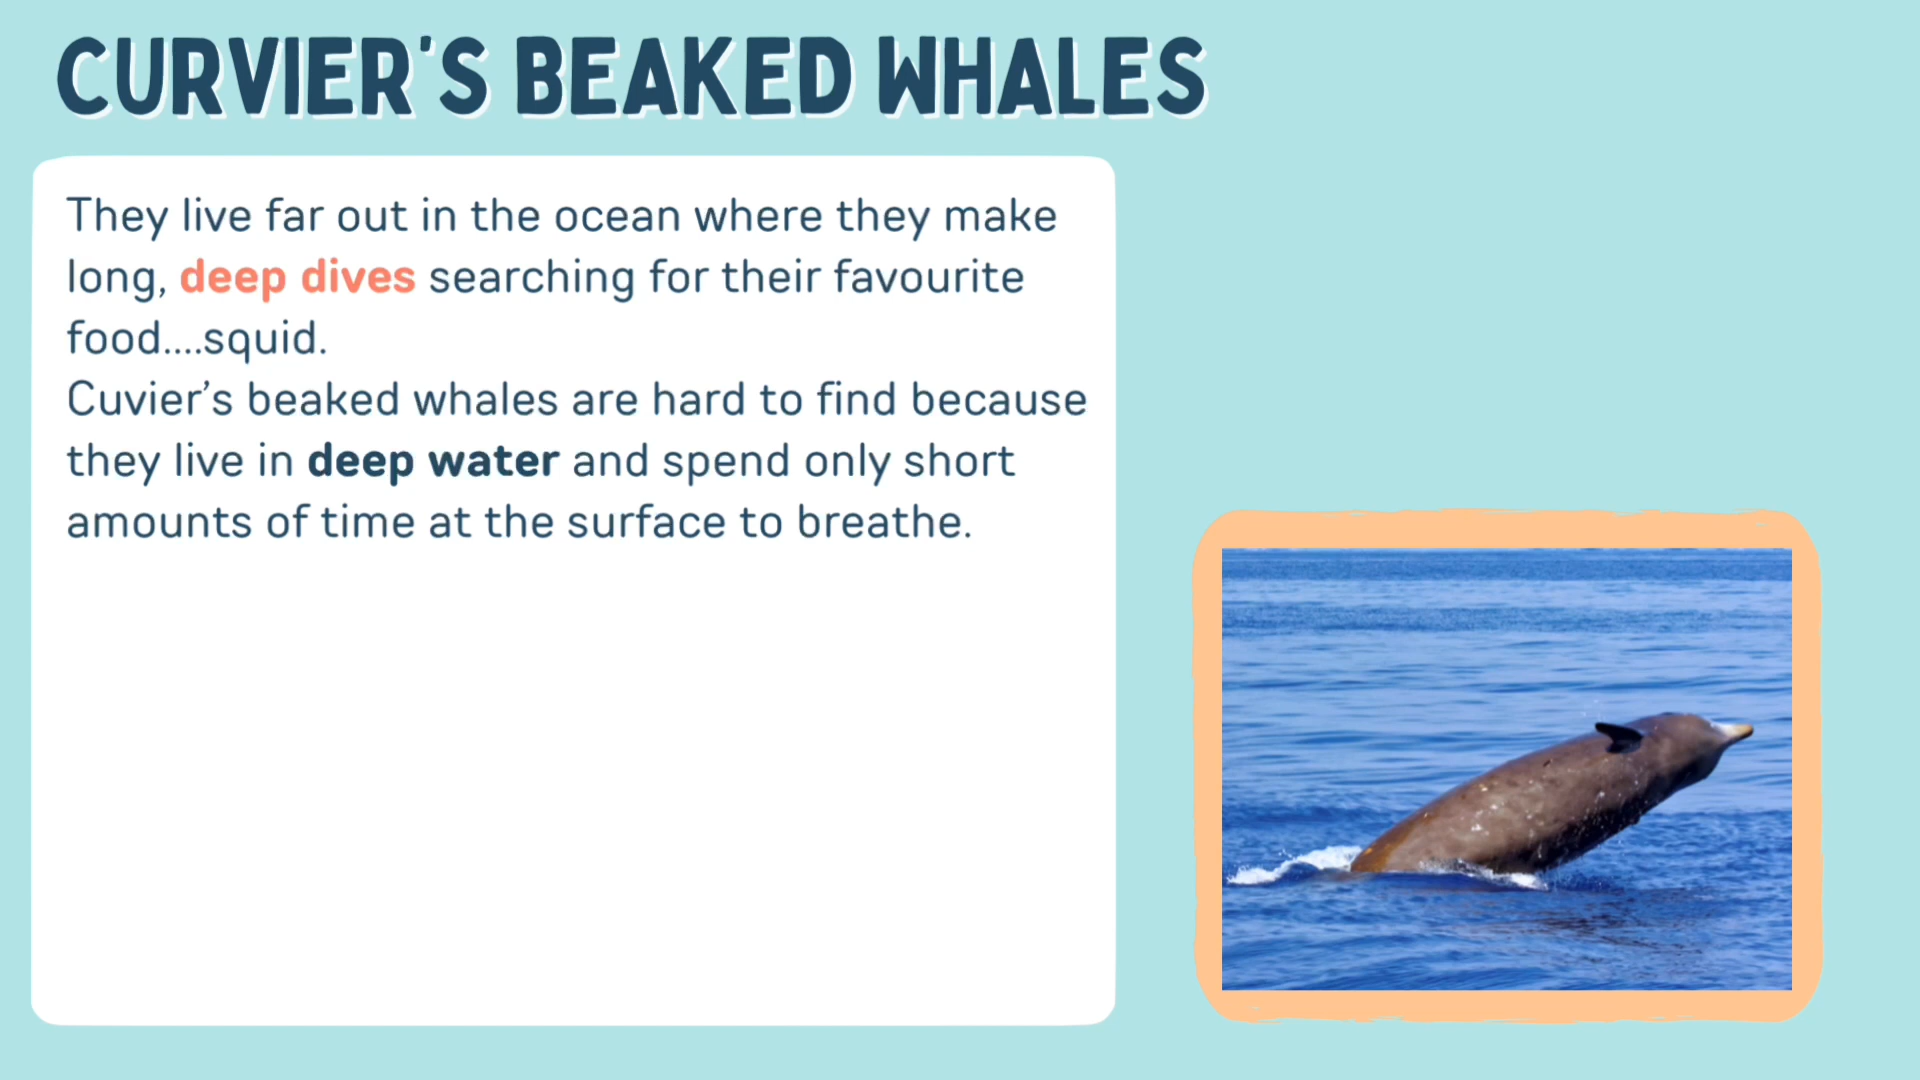 CURVIER'S BEAKED WHALES
They live far out in the ocean where they make
long, deep dives searching for their favourite
food....squid.
Cuvier’s beaked whales are hard to find because
they live in deep water and spend only short
amounts of time at the surface to breathe.